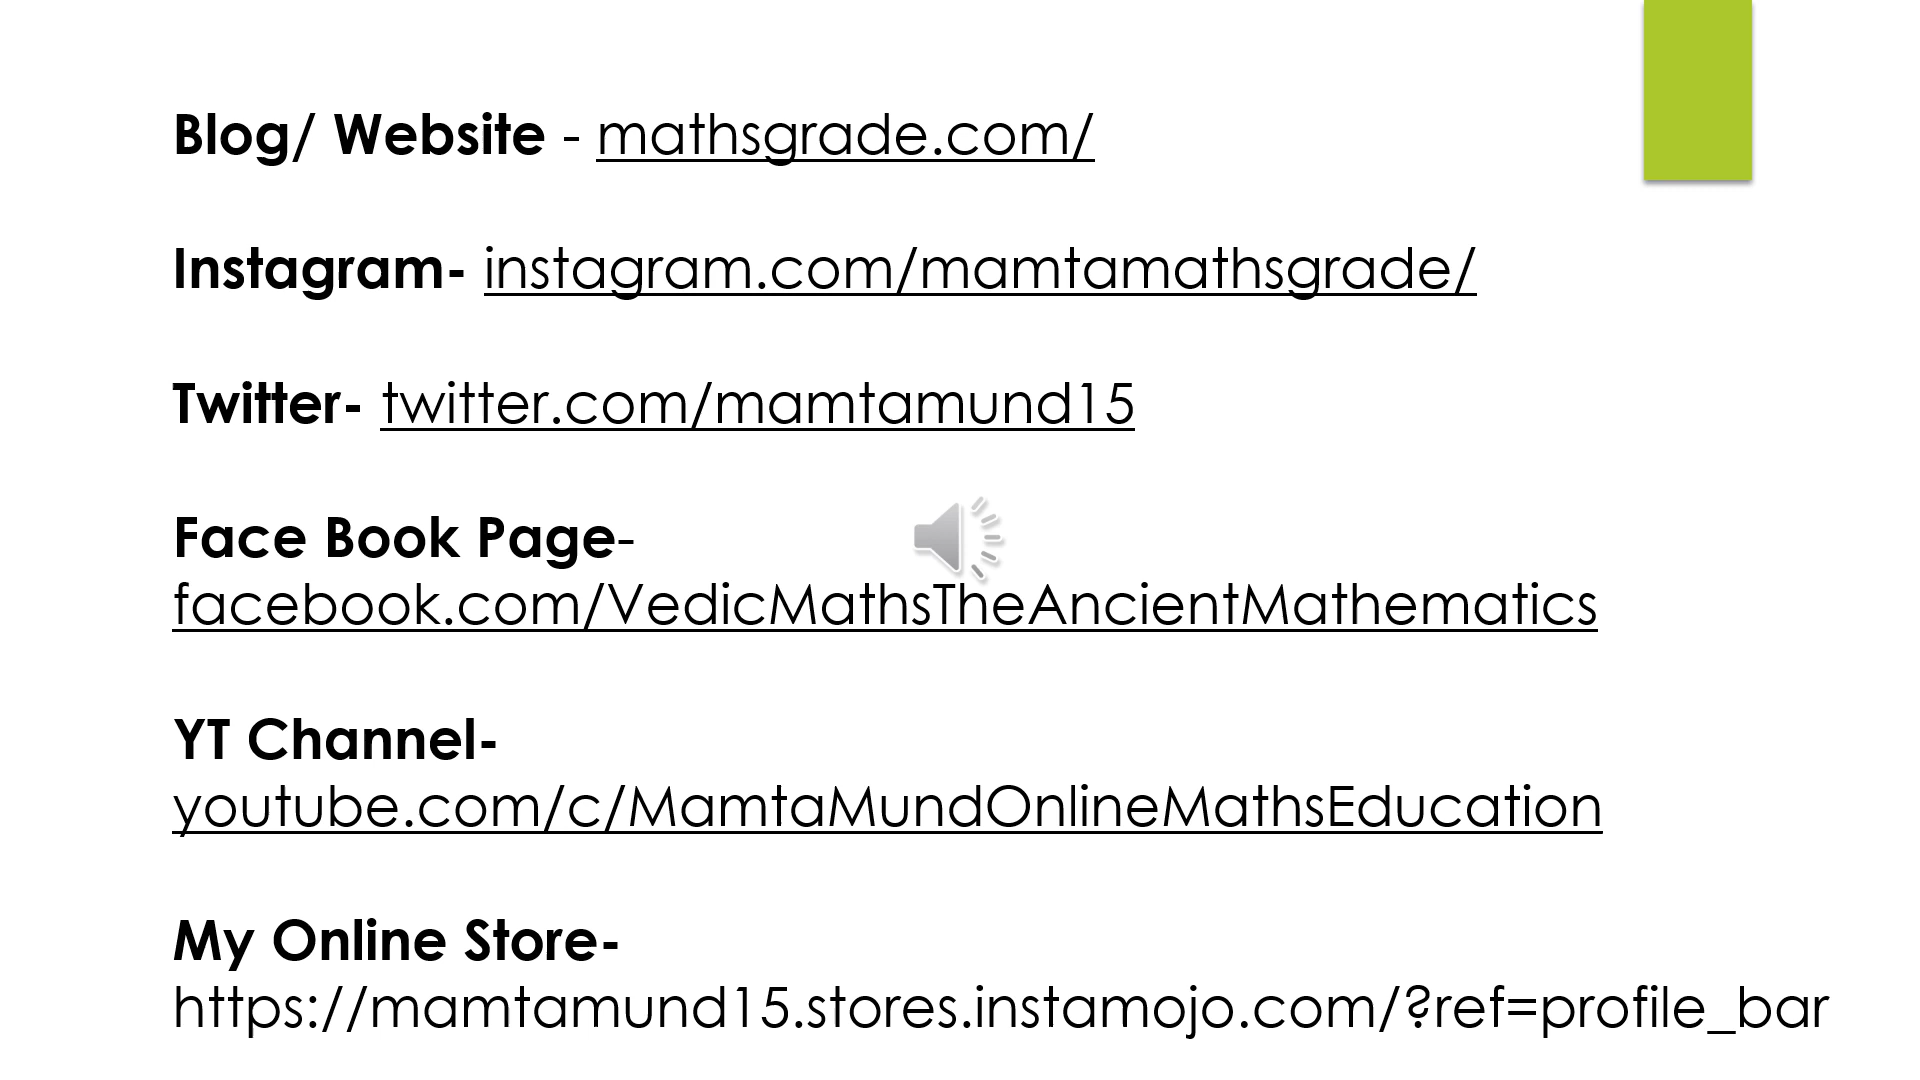 Blog/ Website - mathsgrade.com/
Instagram- instagram.com/mamtamathsgrade/
Twitter- twitter.com/mamtamund15
Face Book Page-
facebook.com/VedicMathsTheAncientMathematics
YT Channel-
youtube.com/c/MamtaMundOnlineMathsEducation
My Online Store-
https://mamtamund15.stores.instamojo.com/?ref=profile_bar